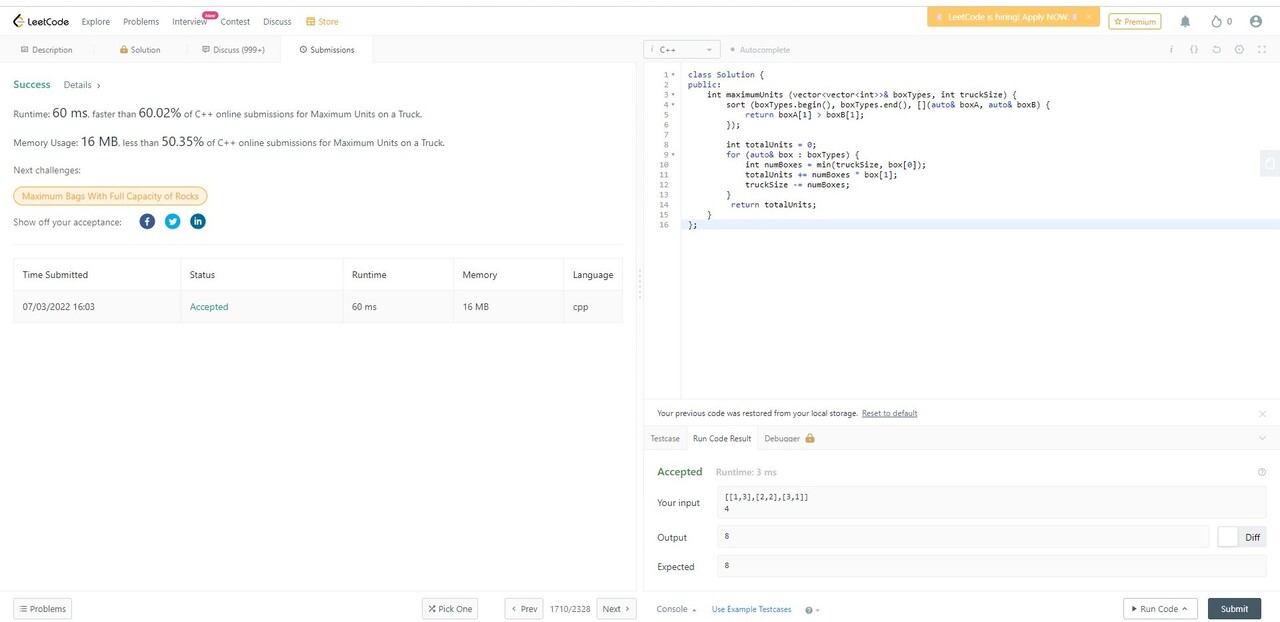 LeetCode Explore Problems Interview New Contest Discuss Store
LeetCode is hiring! Apply NOW.
Premium
0
Description Solution Discuss (999+) Submissions
i C++ Autocomplete
i {}
Success Details >
Runtime: 60 ms, faster than 60.02% of C++ online submissions for Maximum Units on a Truck.
Memory Usage: 16 MB, less than 50.35% of C++ online submissions for Maximum Units on a Truck.
Next challenges:
Maximum Bags With Full Capacity of Rocks
Show off your acceptance:
Time Submitted Status Runtime Memory Language
07/03/2022 16:03 Accepted 60 ms 16 MB cpp
1 class Solution {
2 public:
3 int maximumUnits (vector<vector<int>>& boxTypes, int truckSize) {
4 sort (boxTypes.begin(), boxTypes.end(), [](auto& boxA, auto& boxB) {
5 return boxA[1] > boxB[1];
6 });
7
8 int totalUnits = 0;
9 for (auto& box : boxTypes) {
10 int numBoxes = min(truckSize, box[0]);
11 totalUnits += numBoxes * box[1];
12 truckSize -= numBoxes;
13 }
14 return totalUnits;
15 }
16 };
Your previous code was restored from your local storage. Reset to default
Testcase Run Code Result Debugger
Accepted Runtime: 3 ms
Your input
[[1,3],[2,2],[3,1]]
4
Output 8 Diff
Expected 8
Problems Pick One < Prev 1710/2328 Next >
Console Use Example Testcases Run Code Submit